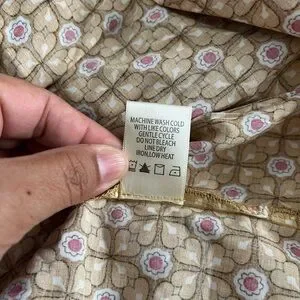 MACHINE WASH COLD
WITH LIKE COLORS
GENTLE CYCLE
DO NOT BLEACH
LINE DRY
IRON,LOW HEAT